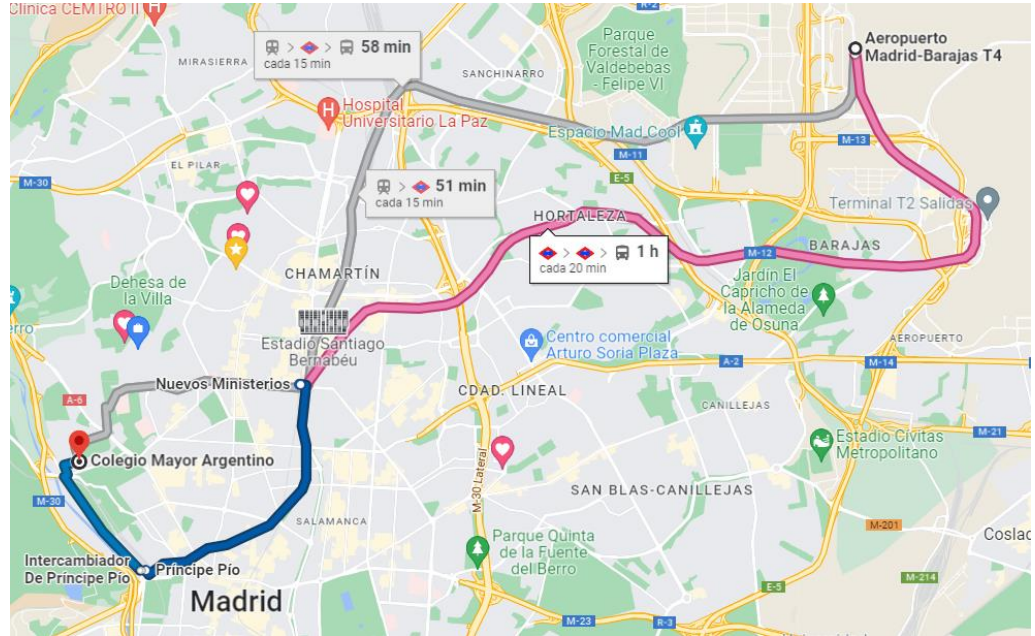 Clínica CEMTRO II
R-2
MIRASIERRA
58 min
cada 15 min
SANCHINARRO
Parque
Forestal de
Valdebebas
- Felipe VI
Aeropuerto
Madrid-Barajas T4
Hospital
Universitario La Paz
Espacio Mad Cool
M-11
M-13
E-5
EL PILAR
M-30
51 min
cada 15 min
Terminal T2 Salidas
HORTALEZA
BARAJAS
M-12
1 h
cada 20 min
CHAMARTÍN
Dehesa de
la Villa
Jardín El
Capricho de
la Alameda
de Osuna
Estadio Santiago
Bernabéu
Centro comercial
Arturo Soria Plaza
AEROPUERTO
A-2
M-14
Nuevos Ministerios
CDAD. LINEAL
A-6
CANILLEJAS
M-21
Colegio Mayor Argentino
Estadio Cívitas
Metropolitano
M-30
M-30 Lateral
SAN BLAS-CANILLEJAS
SALAMANCA
M-201
Coslac
Parque Quinta
de la Fuente
del Berro
Intercambiador
De Príncipe Pío
Príncipe Pío
M-214
E-5
Madrid
M-23
R-3